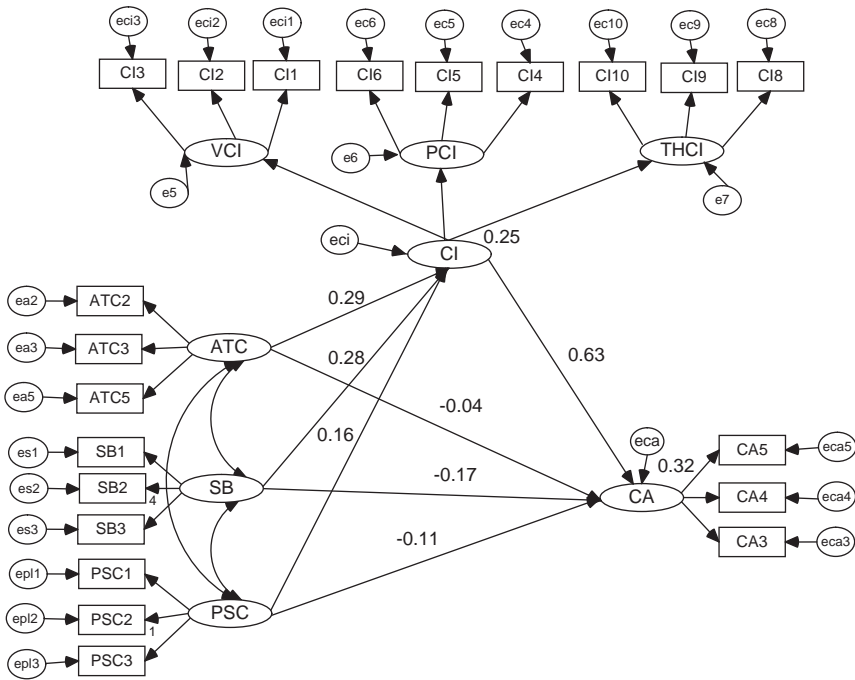 eci3
eci2
eci1
ec6
ec5
ec4
ec10
ec9
ec8
CI3
CI2
CI1
CI6
CI5
CI4
CI10
CI9
CI8
VCI
PCI
THCI
e5
e6
e7
eci
CI
0.25
ea2
ATC2
0.29
ea3
ATC3
ATC
0.28
0.63
ea5
ATC5
-0.04
0.16
es1
SB1
eca
0.32
CA5
eca5
es2
SB2
4
SB
-0.17
CA
CA4
eca4
es3
SB3
-0.11
CA3
eca3
epl1
PSC1
epl2
PSC2
1
PSC
epl3
PSC3